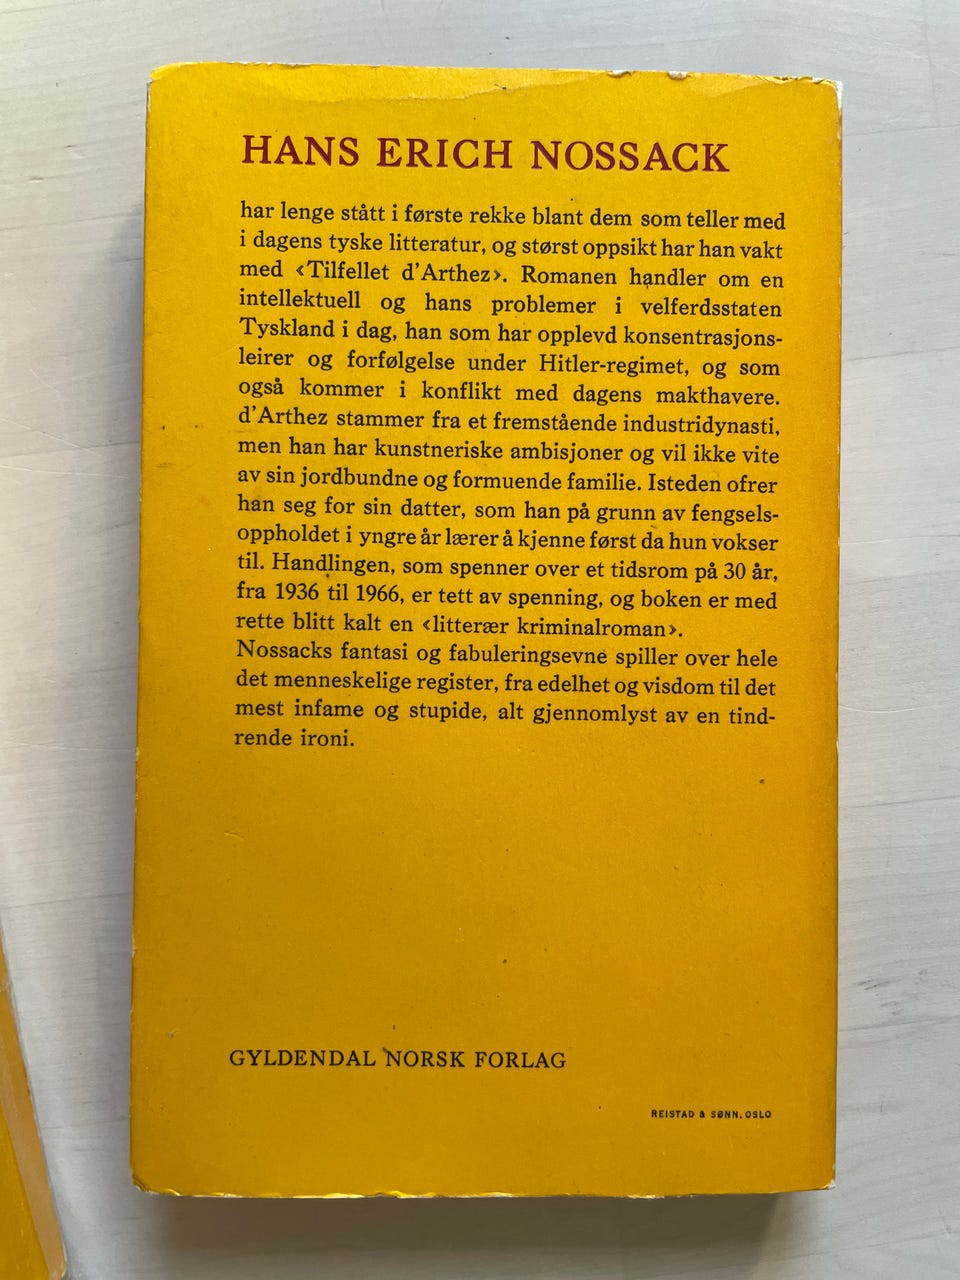 HANS ERICH NOSSACK
har lenge stått i første rekke blant dem som teller med
i dagens tyske litteratur, og størst oppsikt har han vakt
med «Tilfellet d'Arthez». Romanen handler om en
intellektuell og hans problemer i velferdsstaten
Tyskland i dag, han som har opplevd konsentrasjons-
leirer og forfølgelse under Hitler-regimet, og som
også kommer i konflikt med dagens makthavere.
d'Arthez stammer fra et fremstående industridynasti,
men han har kunstneriske ambisjoner og vil ikke vite
av sin jordbundne og formuende familie. Isteden ofrer
han seg for sin datter, som han på grunn av fengsels-
oppholdet i yngre år lærer å kjenne først da hun vokser
til. Handlingen, som spenner over et tidsrom på 30 år,
fra 1936 til 1966, er tett av spenning, og boken er med
rette blitt kalt en «litterær kriminalroman».
Nossacks fantasi og fabuleringsevne spiller over hele
det menneskelige register, fra edelhet og visdom til det
mest infame og stupide, alt gjennomlyst av en tind-
rende ironi.
GYLDENDAL NORSK FORLAG
REISTAD & SØNN, OSLO